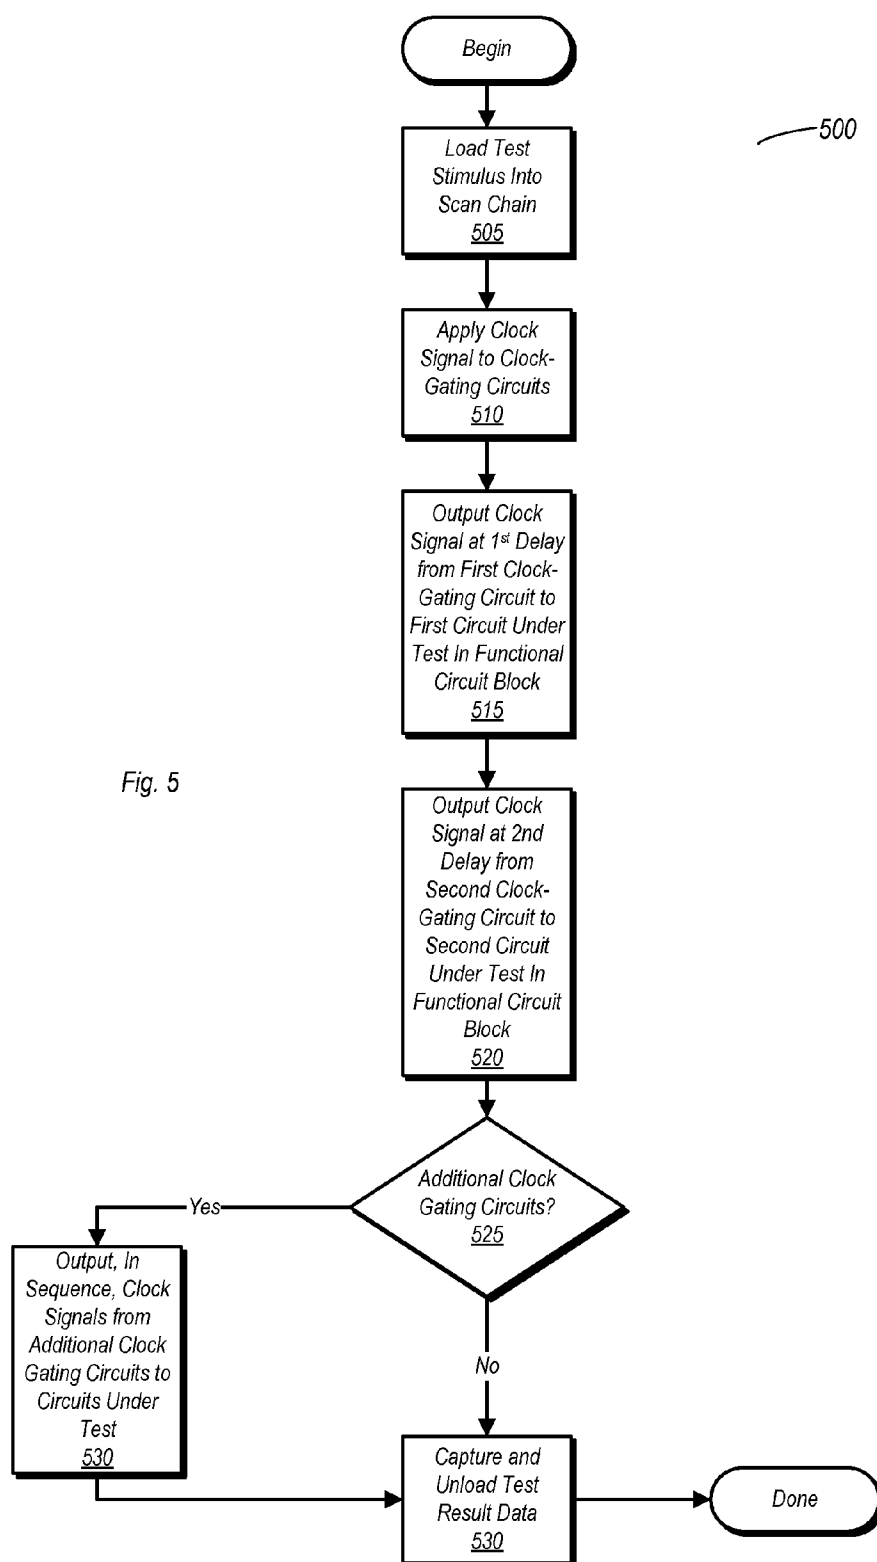 Begin
500
Load Test
Stimulus Into
Scan Chain
505
Apply Clock
Signal to Clock-
Gating Circuits
510
Output Clock
Signal at 1st Delay
from First Clock-
Gating Circuit to
First Circuit Under
Test In Functional
Circuit Block
515
Fig. 5
Output Clock
Signal at 2nd
Delay from
Second Clock-
Gating Circuit to
Second Circuit
Under Test In
Functional Circuit
Block
520
Additional Clock
Gating Circuits?
525
Yes
Output, In
Sequence, Clock
Signals from
Additional Clock
Gating Circuits to
Circuits Under
Test
530
No
Capture and
Unload Test
Result Data
530
Done